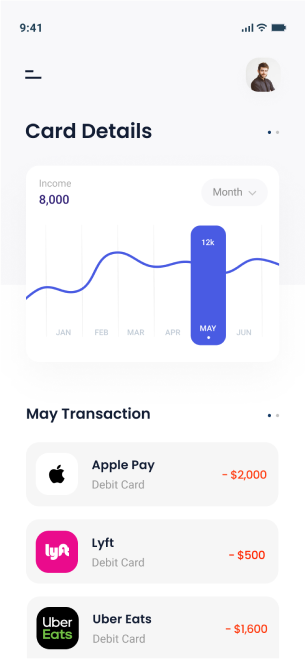 9:41
Card Details
Income
8,000
Month
12k
JAN FEB MAR APR MAY JUN
May Transaction
Apple Pay
Debit Card
- $2,000
lyft
Lyft
Debit Card
- $500
Uber
Eats
Uber Eats
Debit Card
- $1,600